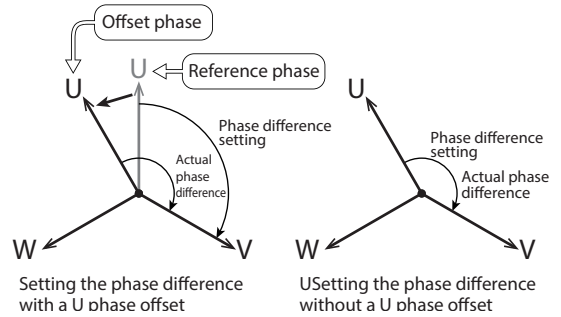 Offset phase
U
U
Reference phase
Phase difference
setting
Actual
phase
difference
W
V
Setting the phase difference
with a U phase offset
U
Phase difference
setting
Actual phase
difference
W
V
USetting the phase difference
without a U phase offset